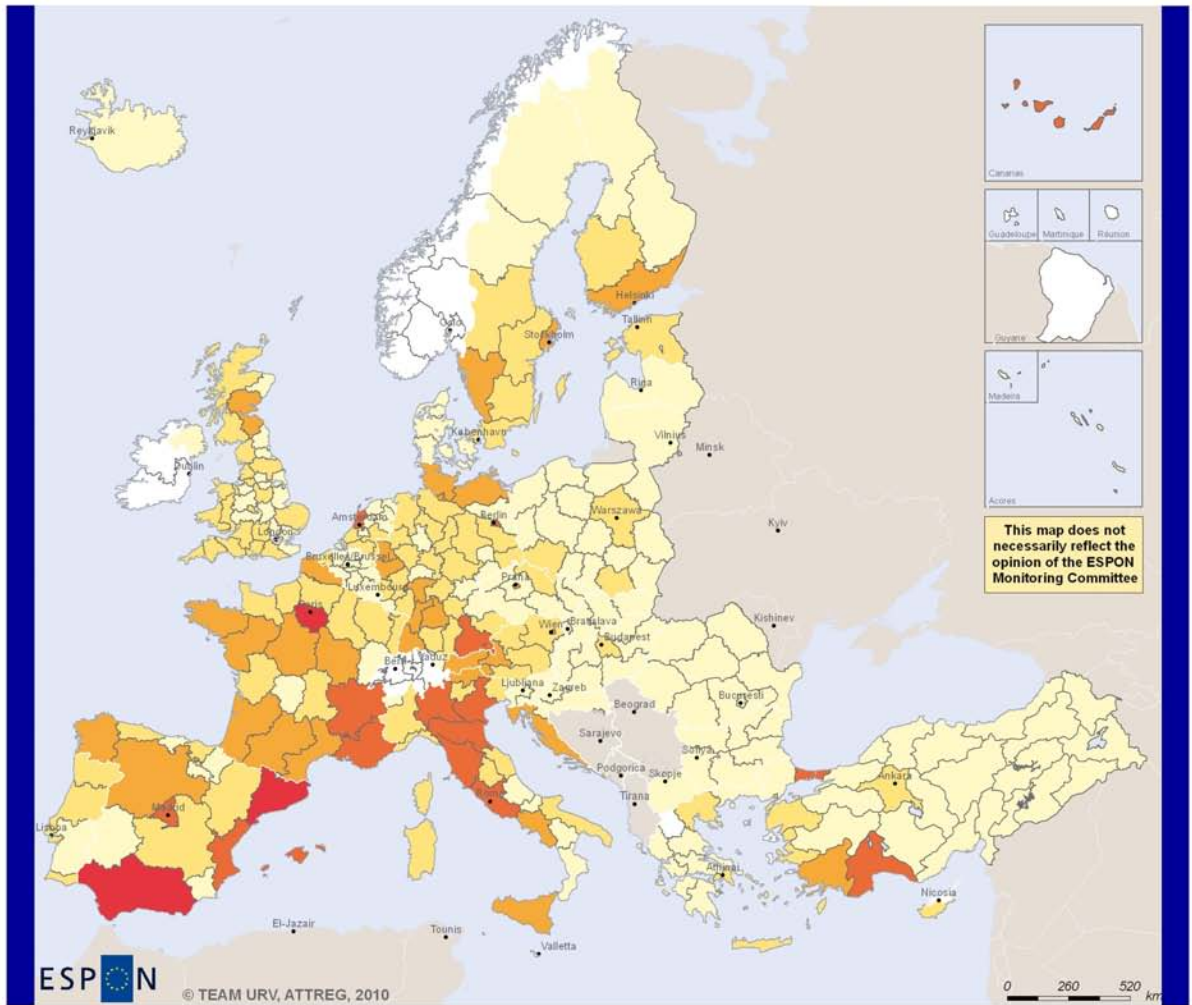 Reykjavik
Canarias
Guadeloupe
Martinique
Réunion
Guyane
Madeira
Acores
This map does not
necessarily reflect the
opinion of the ESPON
Monitoring Committee
Oslo
Stockholm
Helsinki
Tallinn
Riga
Vilnius
Minsk
København
Dublin
London
Amsterdam
Berlin
Warszawa
Kyiv
Bruxelles/Brussel
Luxembourg
Praha
Paris
Wien
Bratislava
Budapest
Kishinev
Bern
Vaduz
Ljubljana
Zagreb
Beograd
Bucuresti
Sarajevo
Sofiya
Podgorica
Skopje
Tirana
Ankara
Roma
Madrid
Lisboa
Athinai
Nicosia
El-Jazair
Tounis
Valletta
ESPON
© TEAM URV, ATTREG, 2010
0 260 520
km